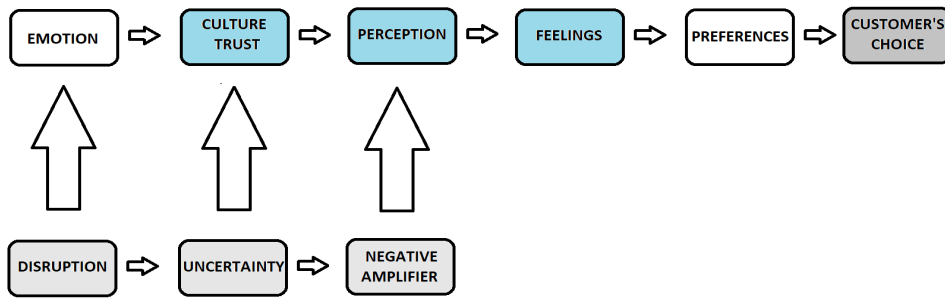 EMOTION
CULTURE
TRUST
PERCEPTION
FEELINGS
PREFERENCES
CUSTOMER'S
CHOICE
DISRUPTION
UNCERTAINTY
NEGATIVE
AMPLIFIER